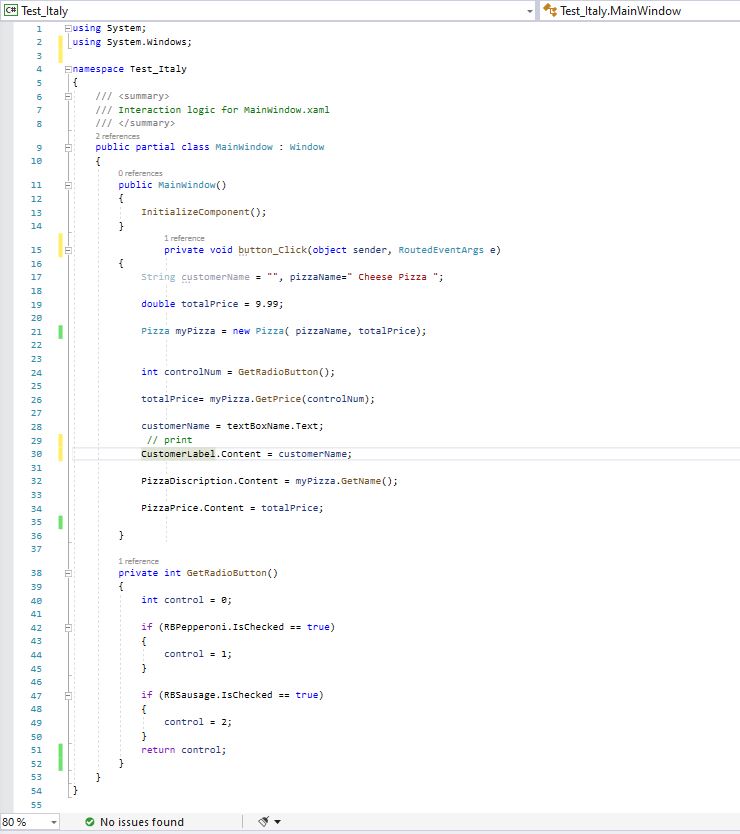 C# Test_Italy Test_Italy.MainWindow
1 using System;
2 using System.Windows;
3
4 namespace Test_Italy
5 {
6 /// <summary>
7 /// Interaction logic for MainWindow.xaml
8 /// </summary>
2 references
9 public partial class MainWindow : Window
10 {
0 references
11 public MainWindow()
12 {
13 InitializeComponent();
14 }
1 reference
15 private void button_Click(object sender, RoutedEventArgs e)
16 {
17 String customerName = "", pizzaName=" Cheese Pizza ";
18
19 double totalPrice = 9.99;
20
21 Pizza myPizza = new Pizza( pizzaName, totalPrice);
22
23
24 int controlNum = GetRadioButton();
25
26 totalPrice= myPizza.GetPrice(controlNum);
27
28 customerName = textBoxName.Text;
29 // print
30 CustomerLabel.Content = customerName;
31
32 PizzaDiscription.Content = myPizza.GetName();
33
34 PizzaPrice.Content = totalPrice;
35
36 }
37
1 reference
38 private int GetRadioButton()
39 {
40 int control = 0;
41
42 if (RBPepperoni.IsChecked == true)
43 {
44 control = 1;
45 }
46
47 if (RBSausage.IsChecked == true)
48 {
49 control = 2;
50 }
51 return control;
52 }
53 }
54 }
55
80 % No issues found